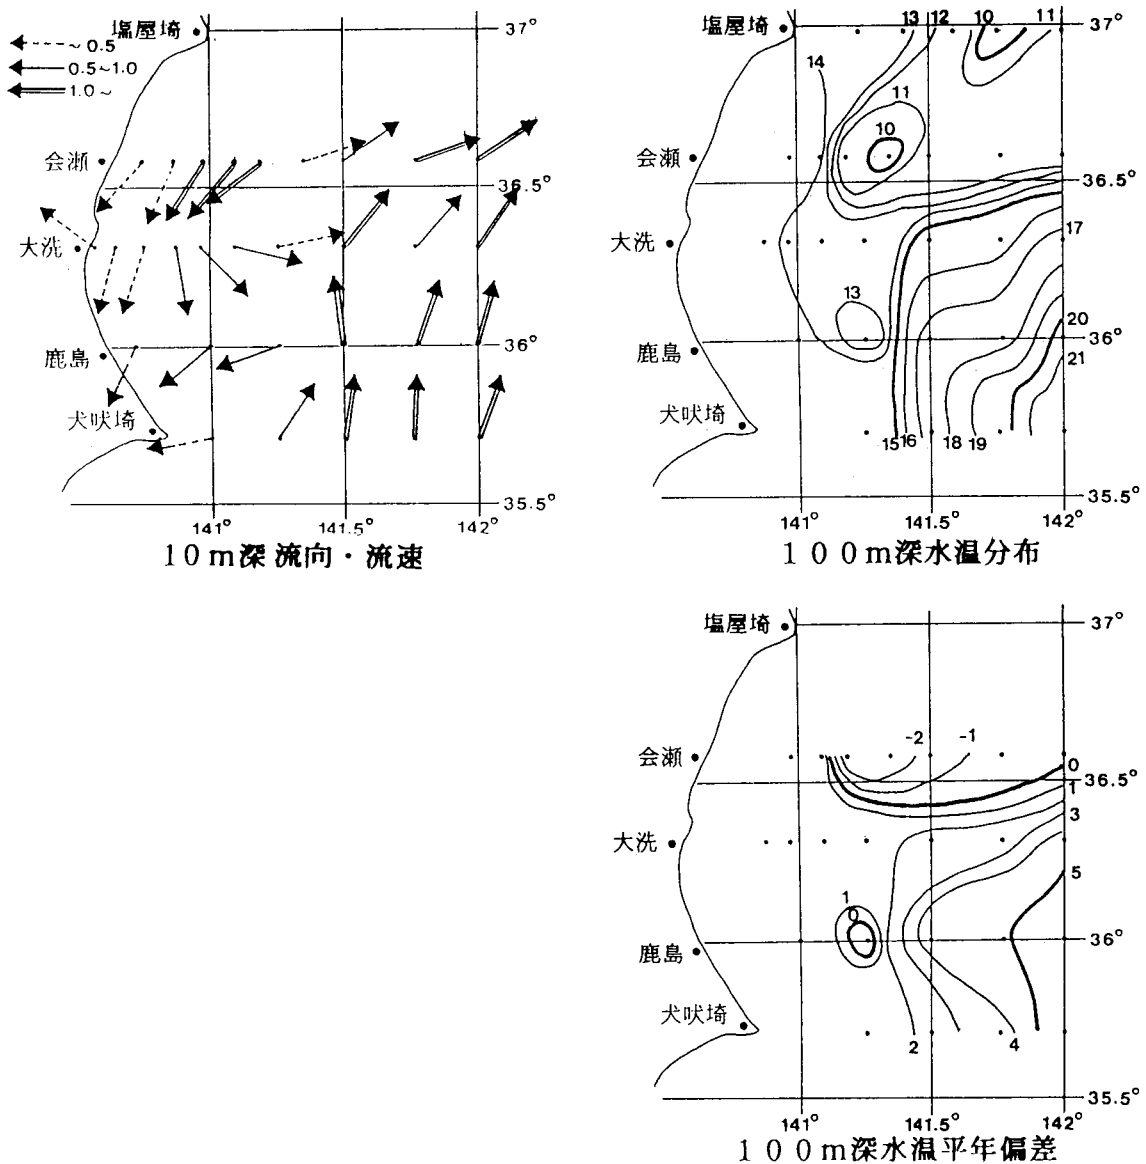 塩屋埼
37°
~0.5
0.5~1.0
1.0~
会瀬
36.5°
大洗
鹿島
36°
犬吠埼
35.5°
141° 141.5° 142°
10m深流向・流速
塩屋埼
13 12 10 11
37°
14
11
10
会瀬
36.5°
大洗
17
13
20
鹿島
36°
21
犬吠埼
15 16 18 19
35.5°
141° 141.5° 142°
100m深水温分布
塩屋埼
37°
-2 -1
会瀬
0
36.5°
1
3
大洗
5
1
0
鹿島
36°
犬吠埼
2 4
35.5°
141° 141.5° 142°
100m深水温平年偏差